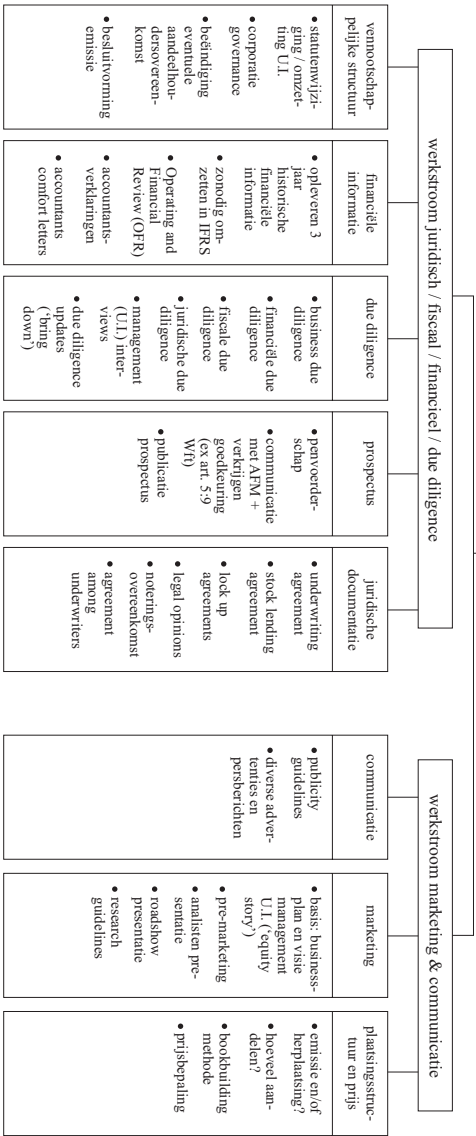 werkstroom juridisch / fiscaal / financieel / due diligence
vennootschap-
pelijke structuur
• statutenwijzi-
ging / omzet-
ting U.I.
• corporatie
governance
• beëindiging
eventuele
aandeelhou-
dersovereen-
komst
• besluitvorming
emissie
financiële
informatie
• opleveren 3
jaar
historische
financiële
informatie
• zonodig om-
zetten in IFRS
• Operating and
Financial
Review (OFR)
• accountants-
verklaringen
• accountants
comfort letters
due diligence
• business due
diligence
• financiële due
diligence
• fiscale due
diligence
• juridische due
diligence
• management
(U.I.) inter-
views
• due diligence
updates
('bring
down')
prospectus
• penvoerder-
schap
• communicatie
met AFM +
verkrijgen
goedkeuring
(ex art. 5:9
Wft)
• publicatie
prospectus
juridische
documentatie
• underwriting
agreement
• stock lending
agreement
• lock up
agreements
• legal opinions
• noterings-
overeenkomst
• agreement
among
underwriters
werkstroom marketing & communicatie
communicatie
• publicity
guidelines
• diverse adver-
tenties en
persberichten
marketing
• basis: business-
plan en visie
management
U.I. ('equity
story')
• pre-marketing
• analisten pre-
sentatie
• roadshow
presentatie
• research
guidelines
plaatsingsstruc-
tuur en prijs
• emissie en/of
herplaatsing?
• hoeveel aan-
delen?
• bookbuilding
methode
• prijsbepaling